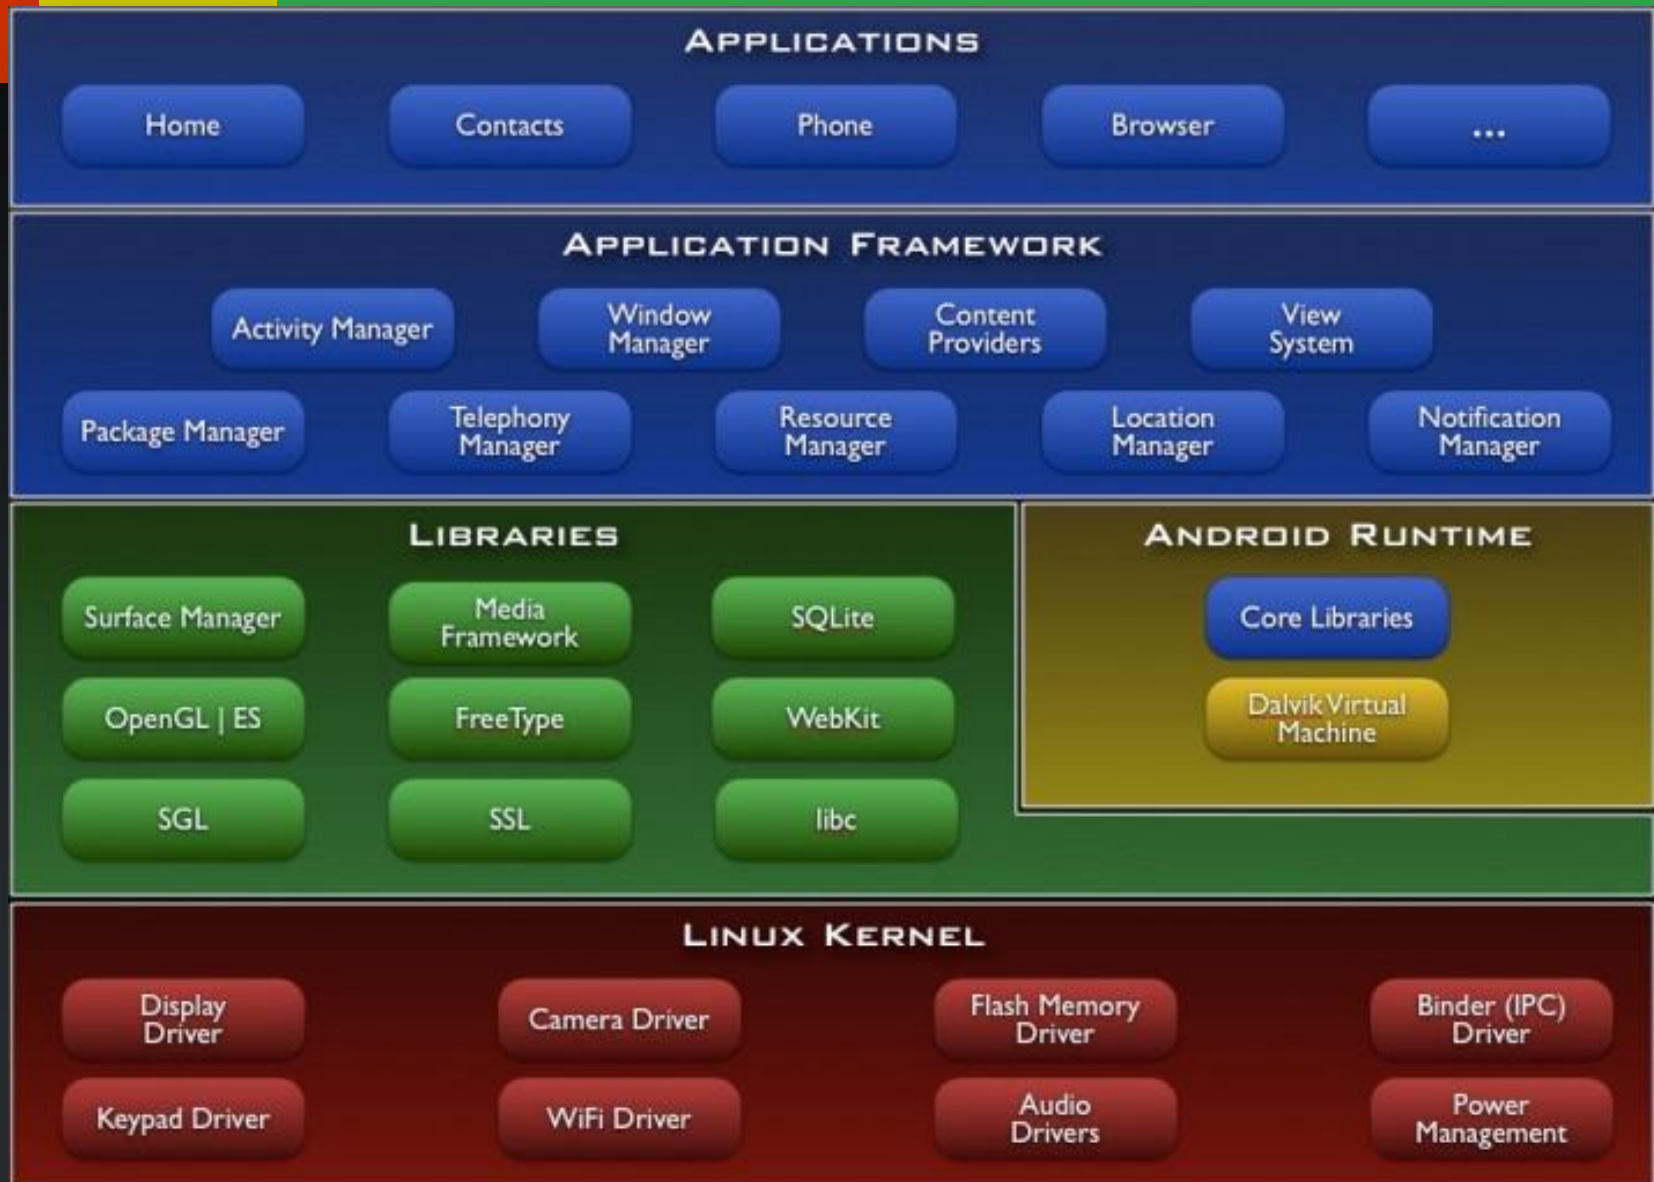 APPLICATIONS
Home
Contacts
Phone
Browser
...
APPLICATION FRAMEWORK
Activity Manager
Window
Manager
Content
Providers
View
System
Package Manager
Telephony
Manager
Resource
Manager
Location
Manager
Notification
Manager
LIBRARIES
Surface Manager
Media
Framework
SQLite
OpenGL | ES
FreeType
WebKit
SGL
SSL
libc
ANDROID RUNTIME
Core Libraries
Dalvik Virtual
Machine
LINUX KERNEL
Display
Driver
Camera Driver
Flash Memory
Driver
Binder (IPC)
Driver
Keypad Driver
WiFi Driver
Audio
Drivers
Power
Management